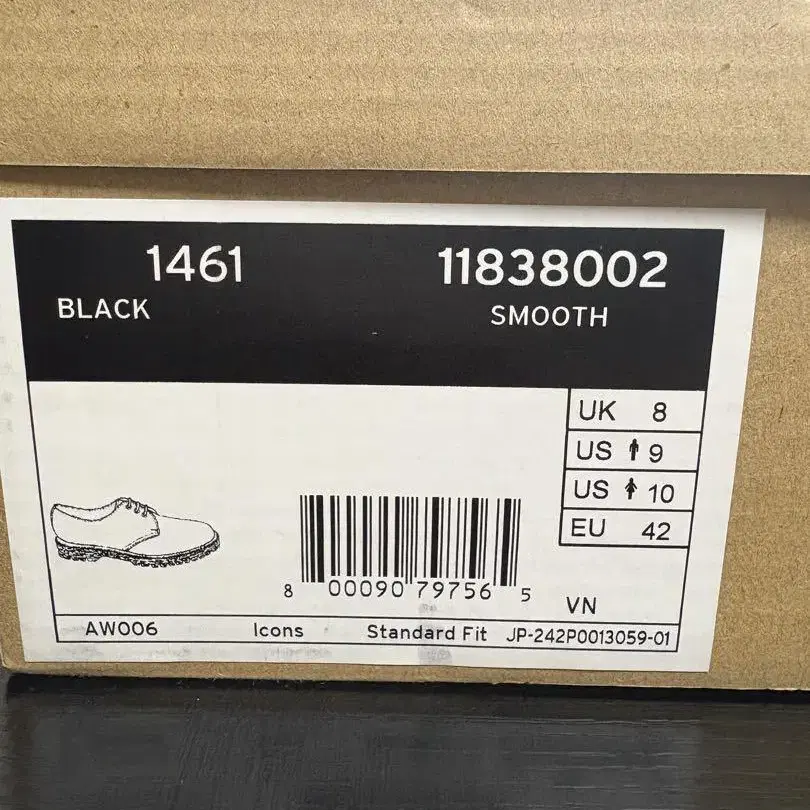 1461 11838002
BLACK SMOOTH
UK 8
US 9
US 10
EU 42
8 00090 79756 5
VN
AW006 Icons Standard Fit JP-242P0013059-01